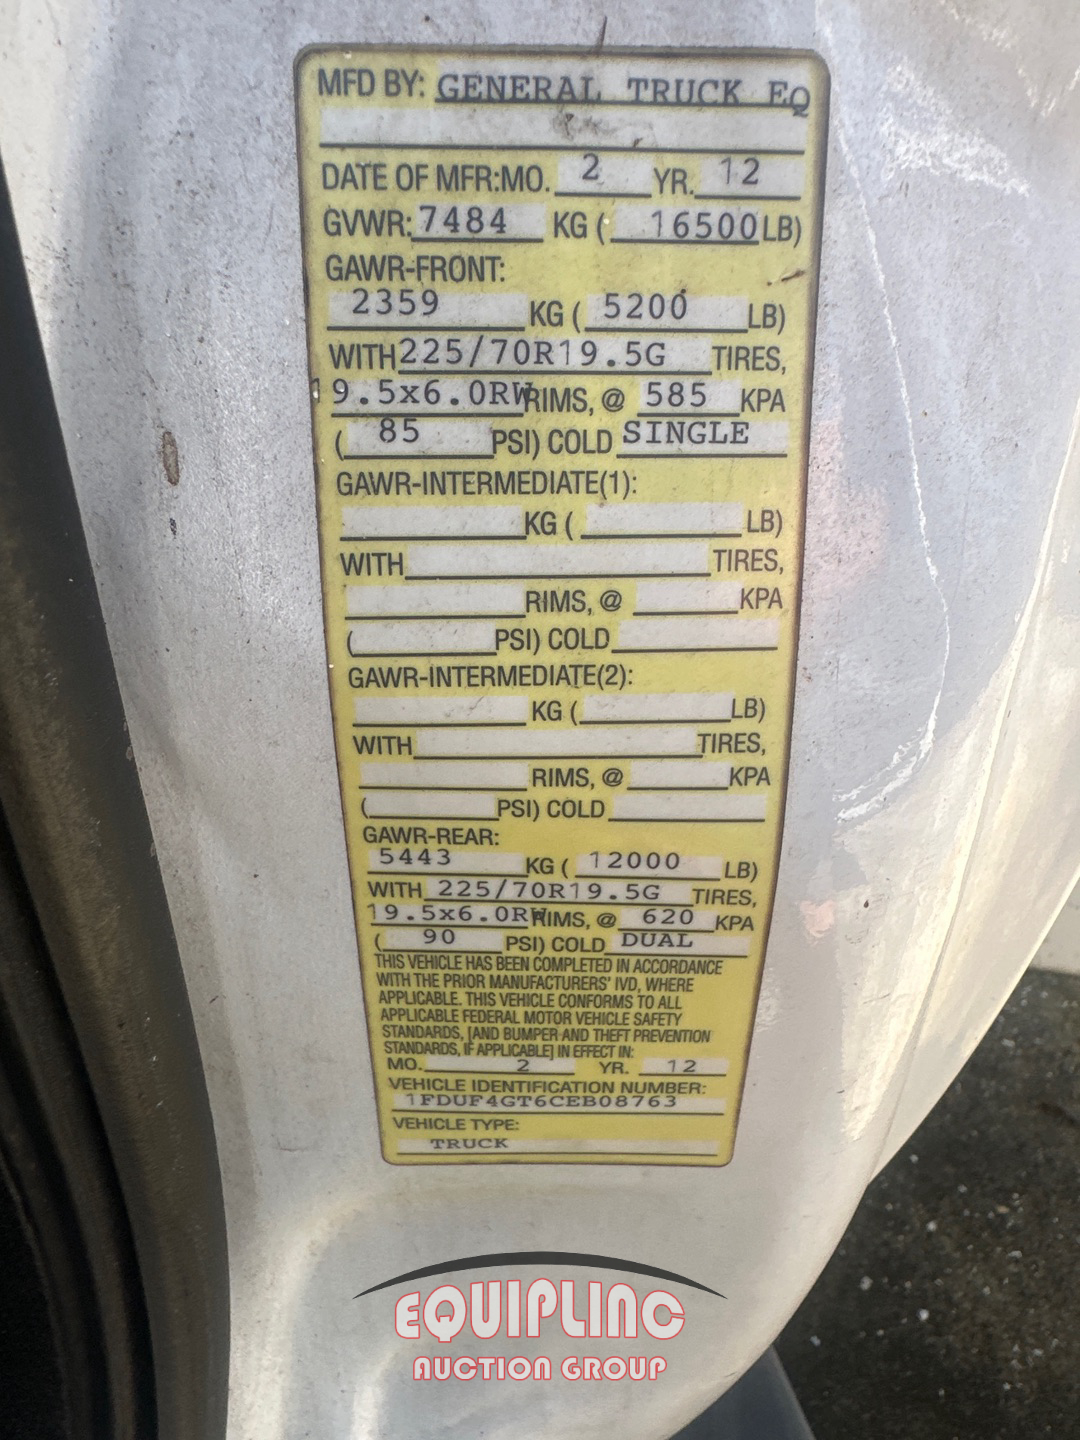 MFD BY: GENERAL TRUCK EQ
DATE OF MFR:MO. 2 YR. 12
GVWR: 7484 KG ( 16500 LB)
GAWR-FRONT:
2359 KG ( 5200 LB)
WITH 225/70R19.5G TIRES,
19.5x6.0RW RIMS, @ 585 KPA
( 85 PSI) COLD SINGLE
GAWR-INTERMEDIATE(1):
KG ( LB)
WITH TIRES,
RIMS, @ KPA
( PSI) COLD
GAWR-INTERMEDIATE(2):
KG ( LB)
WITH TIRES,
RIMS, @ KPA
( PSI) COLD
GAWR-REAR:
5443 KG ( 12000 LB)
WITH 225/70R19.5G TIRES,
19.5x6.0RW RIMS, @ 620 KPA
( 90 PSI) COLD DUAL
THIS VEHICLE HAS BEEN COMPLETED IN ACCORDANCE
WITH THE PRIOR MANUFACTURERS' IVD, WHERE
APPLICABLE. THIS VEHICLE CONFORMS TO ALL
APPLICABLE FEDERAL MOTOR VEHICLE SAFETY
STANDARDS, [AND BUMPER AND THEFT PREVENTION
STANDARDS, IF APPLICABLE] IN EFFECT IN:
MO. 2 YR. 12
VEHICLE IDENTIFICATION NUMBER:
1FDUF4GT6CEB08763
VEHICLE TYPE:
TRUCK
EQUIPLINC
AUCTION GROUP